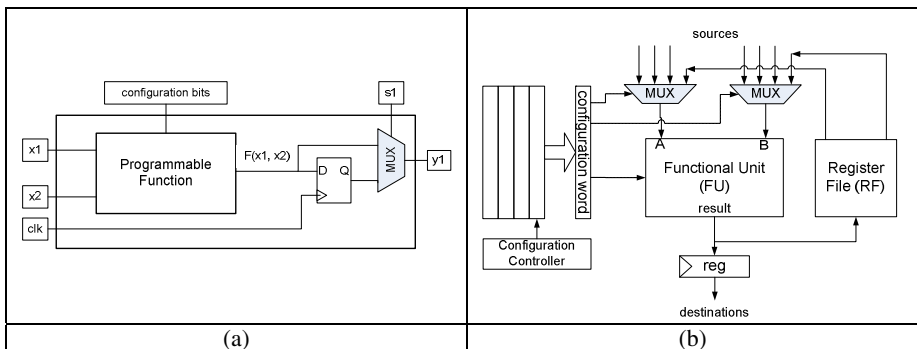 configuration bits
s1
x1
x2
clk
Programmable
Function
F(x1, x2)
D Q
MUX
y1
(a)
sources
MUX
MUX
configuration word
A
B
Functional Unit
(FU)
result
Register
File (RF)
Configuration
Controller
reg
destinations
(b)